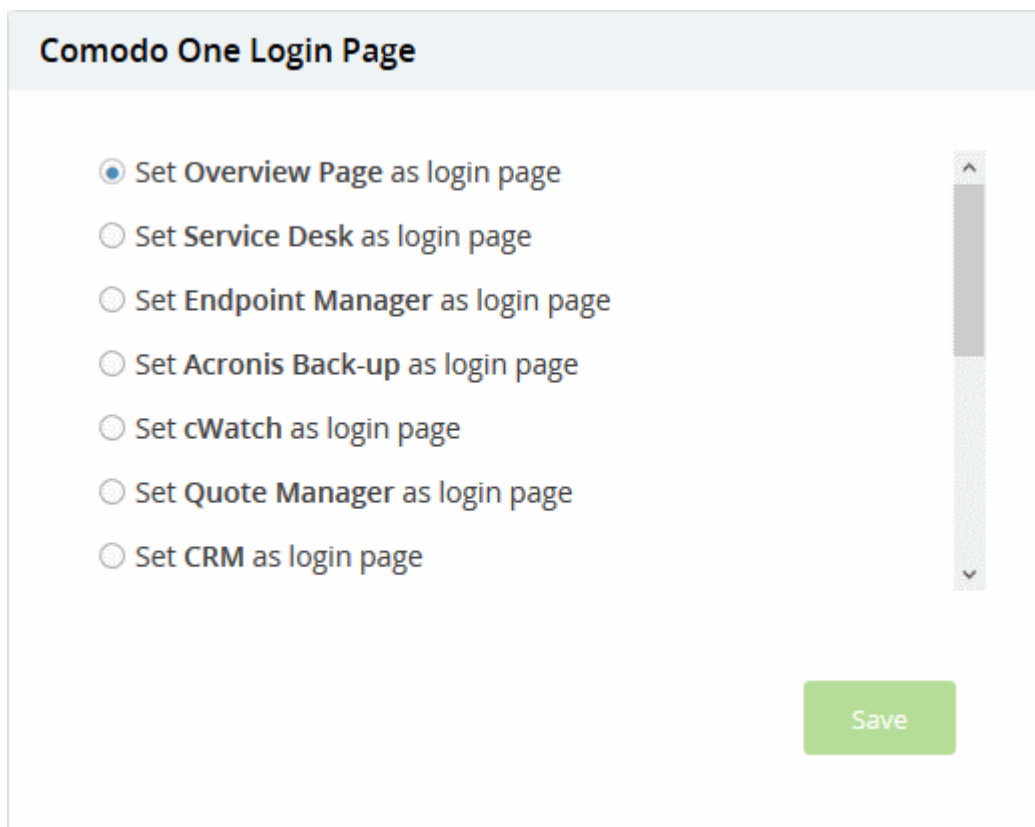 Comodo One Login Page
Set Overview Page as login page
Set Service Desk as login page
Set Endpoint Manager as login page
Set Acronis Back-up as login page
Set cWatch as login page
Set Quote Manager as login page
Set CRM as login page
Save